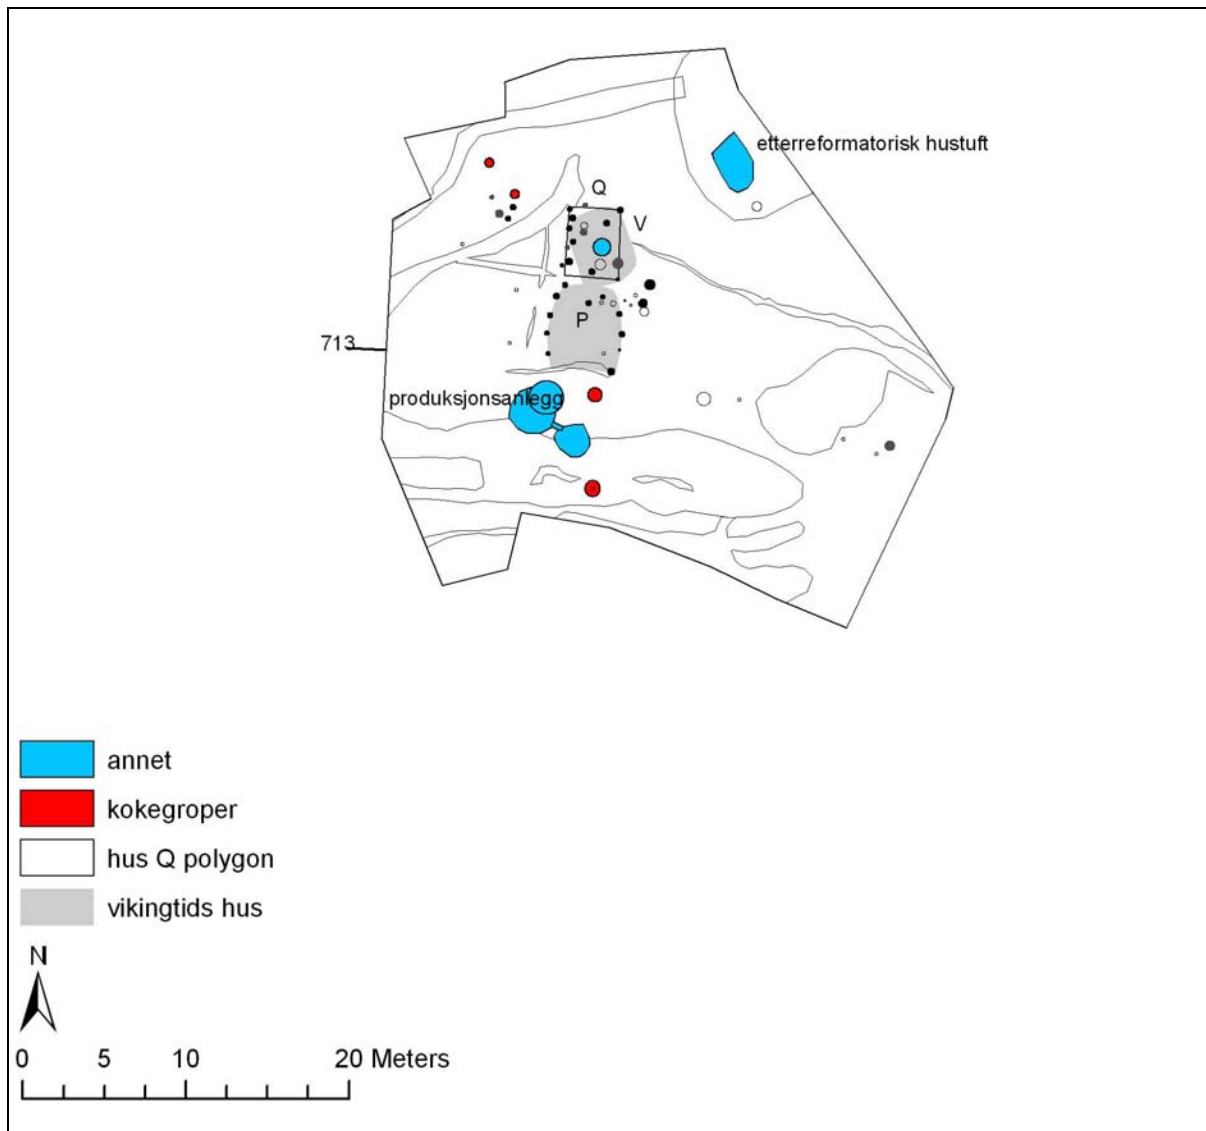 etterreformatorisk hustuft
Q
V
P
713
produksjonsanlegg
annet
kokegroper
hus Q polygon
vikingtids hus
N
0 5 10 20 Meters